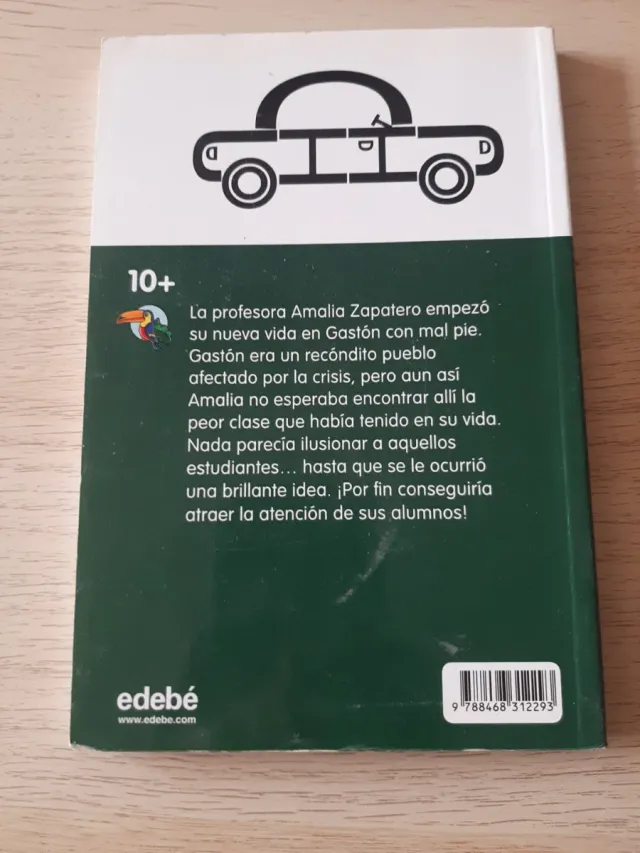 10+
La profesora Amalia Zapatero empezó
su nueva vida en Gastón con mal pie.
Gastón era un recóndito pueblo
afectado por la crisis, pero aun así
Amalia no esperaba encontrar allí la
peor clase que había tenido en su vida.
Nada parecía ilusionar a aquellos
estudiantes... hasta que se le ocurrió
una brillante idea. ¡Por fin conseguiría
atraer la atención de sus alumnos!
edebé
www.edebe.com
9 788468 312293